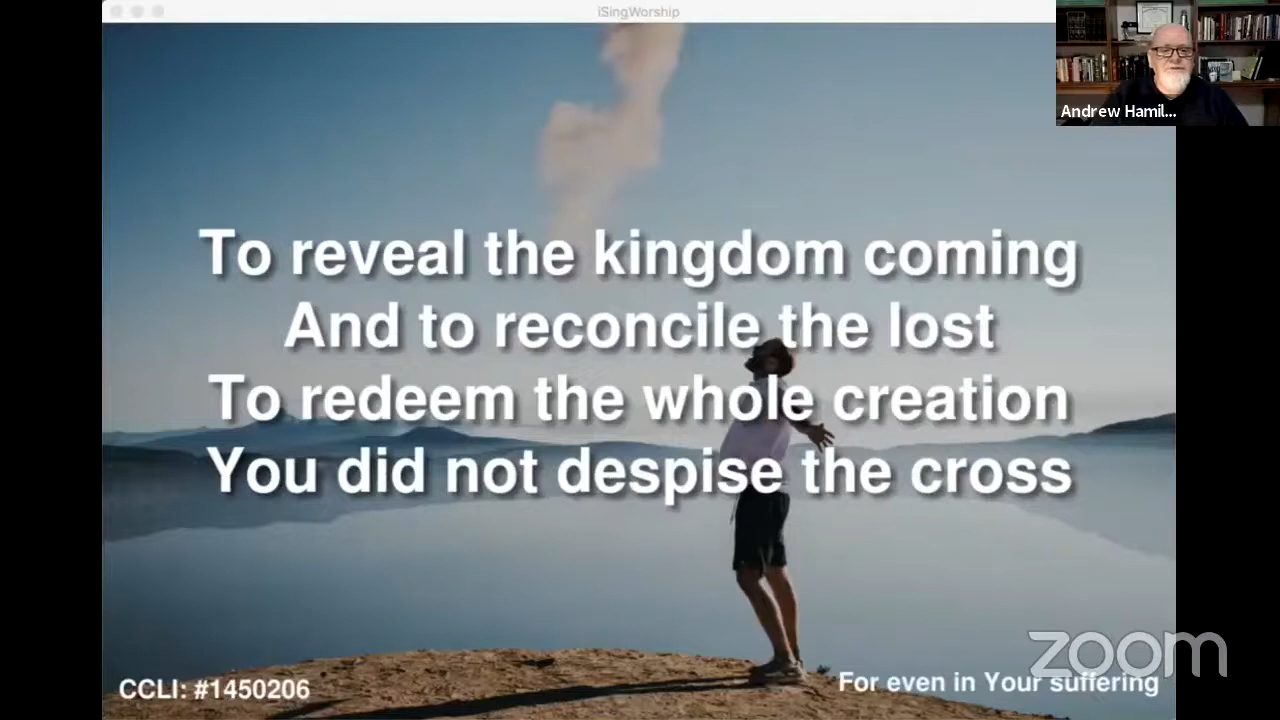 iSingWorship
Andrew Hamil...
To reveal the kingdom coming
And to reconcile the lost
To redeem the whole creation
You did not despise the cross
zoom
CCLI: #1450206
For even in Your suffering